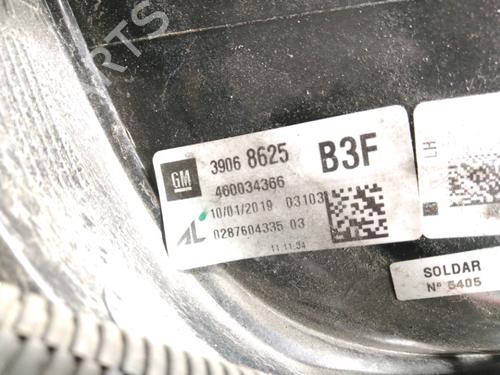 PARTS
GM
3906 8625 B3F
460034366
10/01/2019 03103
AL 0287604335 03
11:11:34
LH
SOLDAR
Nº 5405